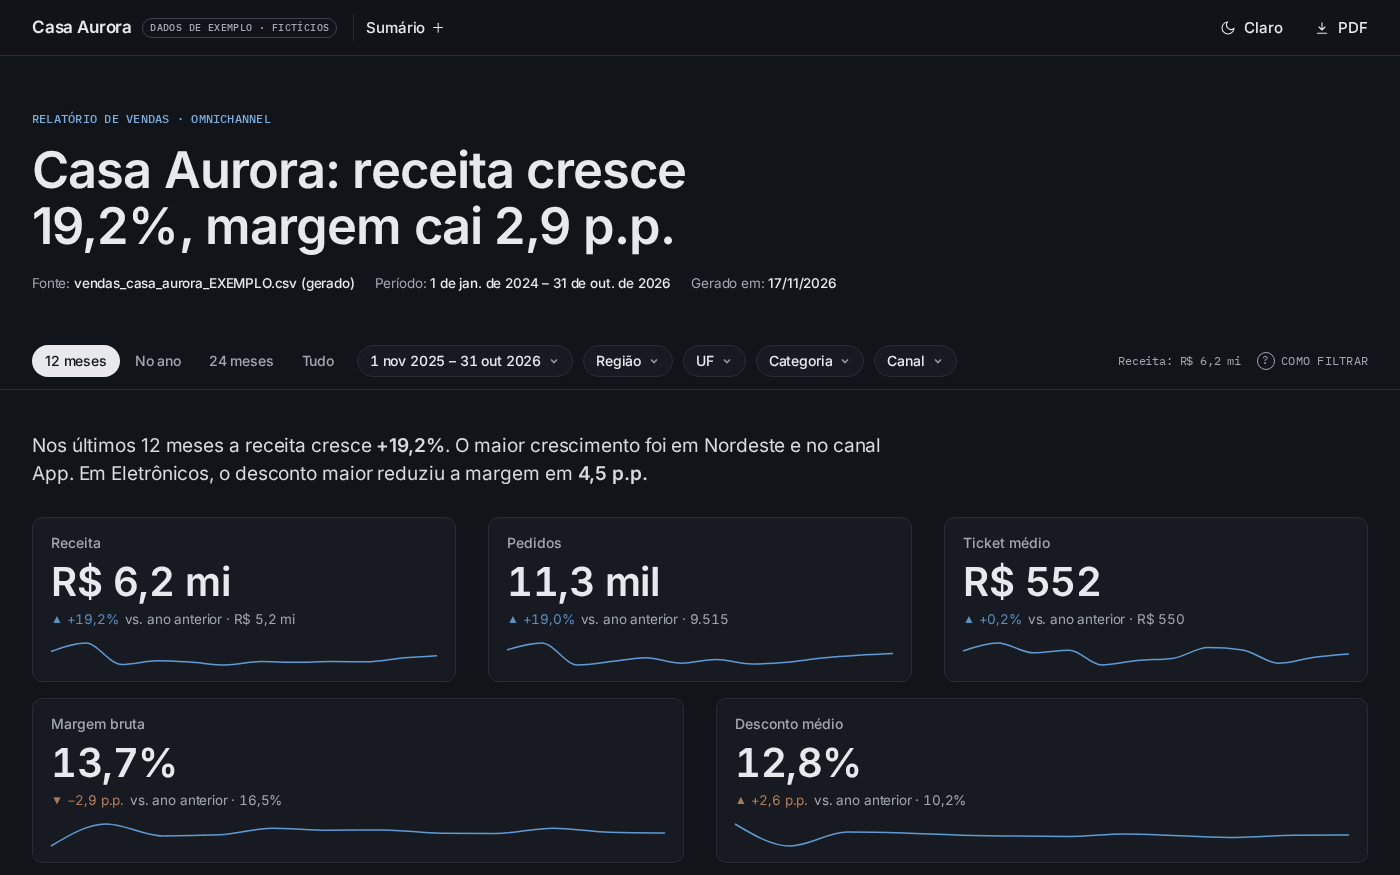 Casa Aurora DADOS DE EXEMPLO · FICTÍCIOS Sumário + Claro PDF
RELATÓRIO DE VENDAS · OMNICHANNEL
Casa Aurora: receita cresce
19,2%, margem cai 2,9 p.p.
Fonte: vendas_casa_aurora_EXEMPLO.csv (gerado) Período: 1 de jan. de 2024 – 31 de out. de 2026 Gerado em: 17/11/2026
12 meses No ano 24 meses Tudo 1 nov 2025 – 31 out 2026 Região UF Categoria Canal Receita: R$ 6,2 mi ? COMO FILTRAR
Nos últimos 12 meses a receita cresce +19,2%. O maior crescimento foi em Nordeste e no canal
App. Em Eletrônicos, o desconto maior reduziu a margem em 4,5 p.p.
Receita
R$ 6,2 mi
▲ +19,2% vs. ano anterior · R$ 5,2 mi
Pedidos
11,3 mil
▲ +19,0% vs. ano anterior · 9.515
Ticket médio
R$ 552
▲ +0,2% vs. ano anterior · R$ 550
Margem bruta
13,7%
▼ −2,9 p.p. vs. ano anterior · 16,5%
Desconto médio
12,8%
▲ +2,6 p.p. vs. ano anterior · 10,2%